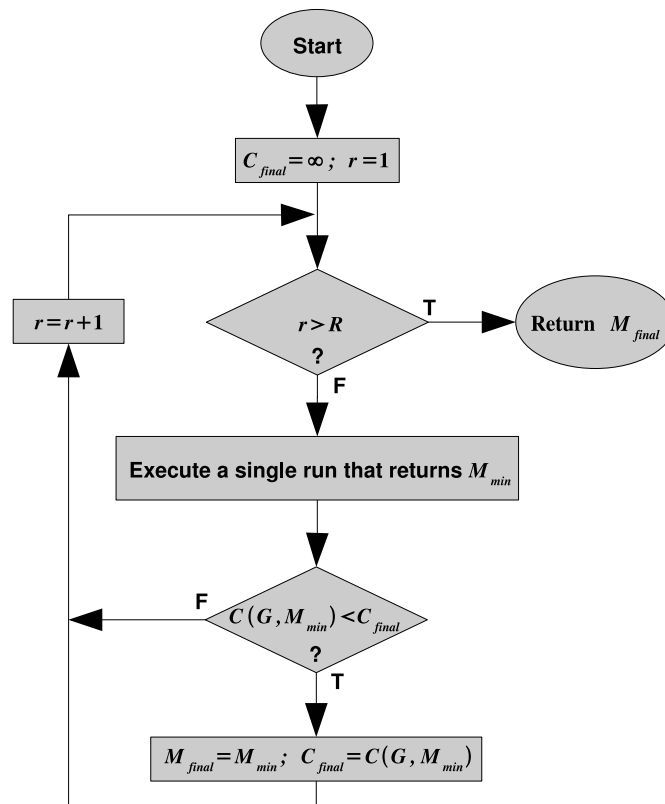 Start
C_final = ∞ ; r = 1
r = r + 1
r > R
?
T
Return M_final
F
Execute a single run that returns M_min
F
C(G, M_min) < C_final
?
T
M_final = M_min ; C_final = C(G, M_min)